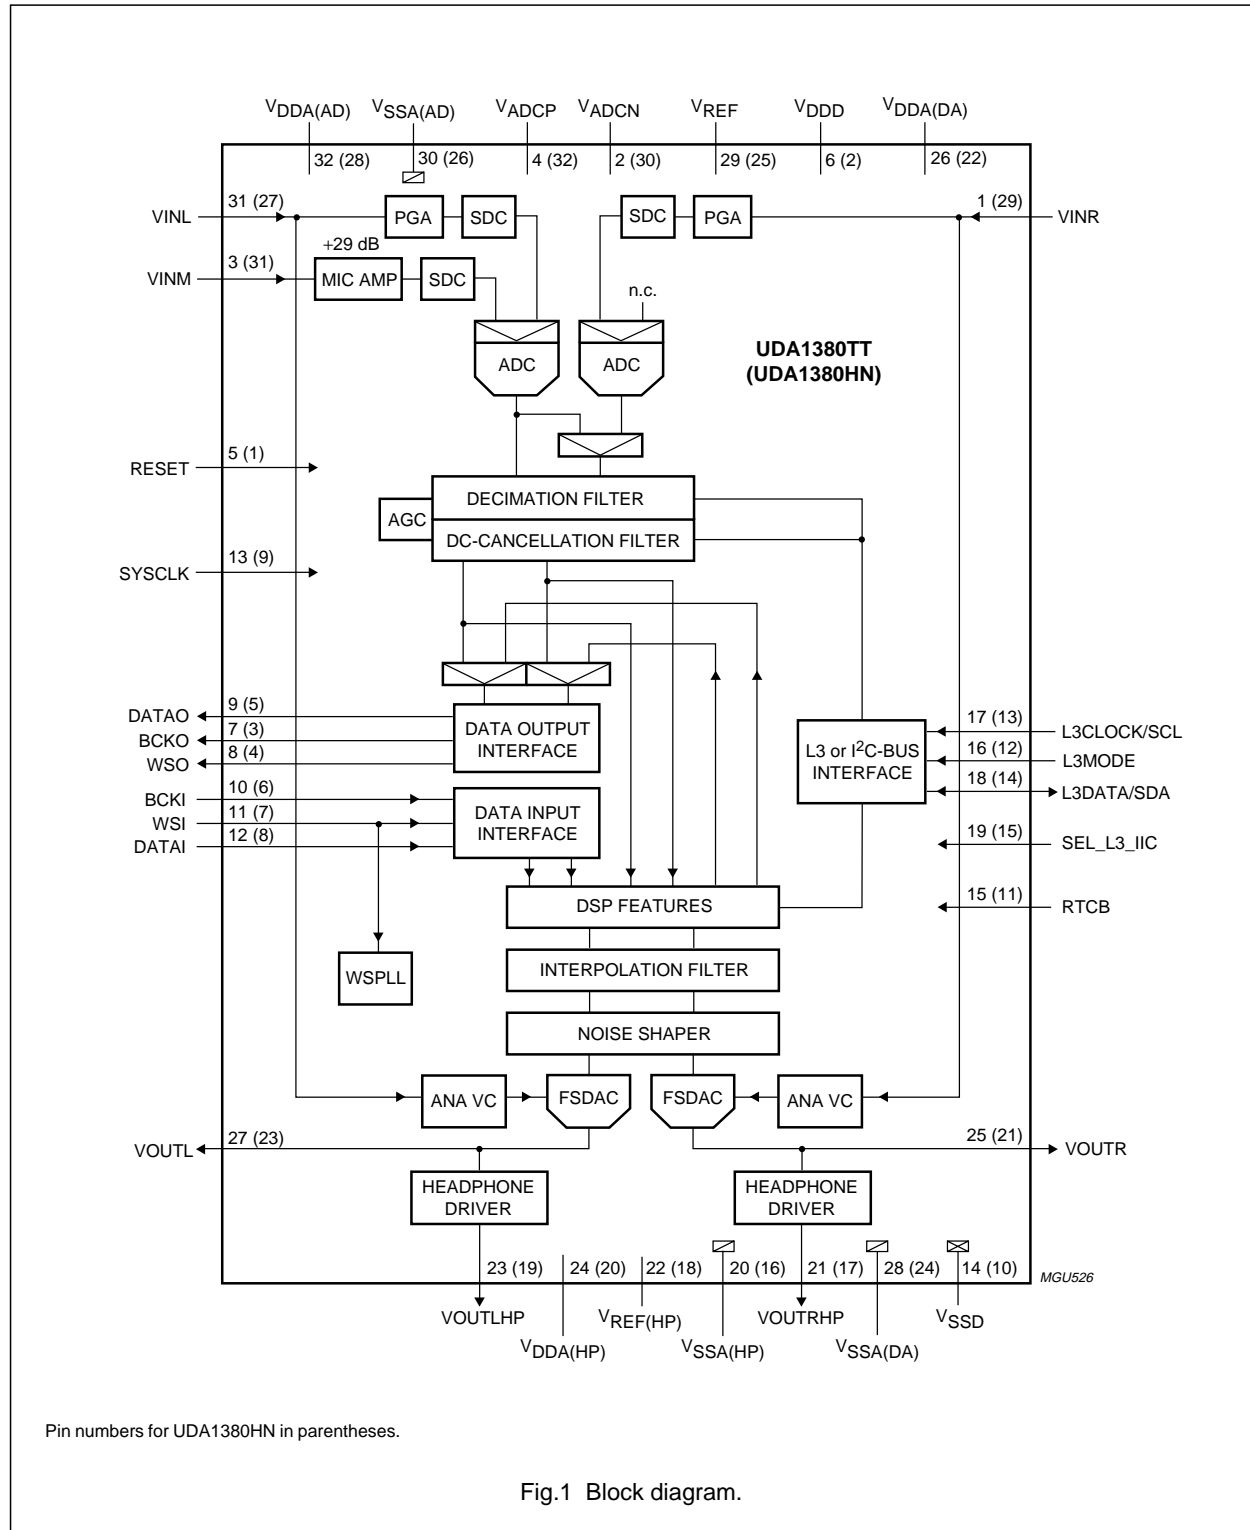 VDDA(AD) VSSA(AD) VADCP VADCN VREF VDDD VDDA(DA)
32 (28) 30 (26) 4 (32) 2 (30) 29 (25) 6 (2) 26 (22)
VINL 31 (27) PGA SDC SDC PGA 1 (29) VINR
+29 dB
VINM 3 (31) MIC AMP SDC n.c.
ADC ADC
UDA1380TT
(UDA1380HN)
RESET 5 (1)
DECIMATION FILTER
AGC
DC-CANCELLATION FILTER
SYSCLK 13 (9)
DATAO 9 (5)
BCKO 7 (3)
WSO 8 (4)
DATA OUTPUT
INTERFACE
L3 or I2C-BUS
INTERFACE
17 (13) L3CLOCK/SCL
16 (12) L3MODE
18 (14) L3DATA/SDA
BCKI 10 (6)
WSI 11 (7)
DATAI 12 (8)
DATA INPUT
INTERFACE
19 (15) SEL_L3_IIC
DSP FEATURES
15 (11) RTCB
WSPLL
INTERPOLATION FILTER
NOISE SHAPER
ANA VC FSDAC FSDAC ANA VC
VOUTL 27 (23) 25 (21) VOUTR
HEADPHONE
DRIVER
HEADPHONE
DRIVER
23 (19) 24 (20) 22 (18) 20 (16) 21 (17) 28 (24) 14 (10)
MGU526
VOUTLHP VREF(HP) VOUTRHP VSSD
VDDA(HP) VSSA(HP) VSSA(DA)
Pin numbers for UDA1380HN in parentheses.
Fig.1 Block diagram.